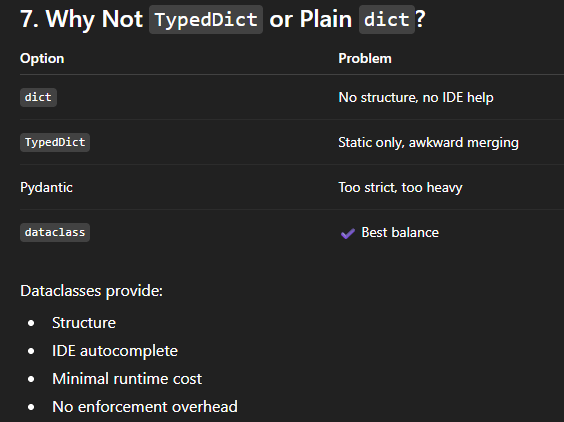 7. Why Not TypedDict or Plain dict?
Option Problem
dict No structure, no IDE help
TypedDict Static only, awkward merging
Pydantic Too strict, too heavy
dataclass ✔ Best balance
Dataclasses provide:
• Structure
• IDE autocomplete
• Minimal runtime cost
• No enforcement overhead